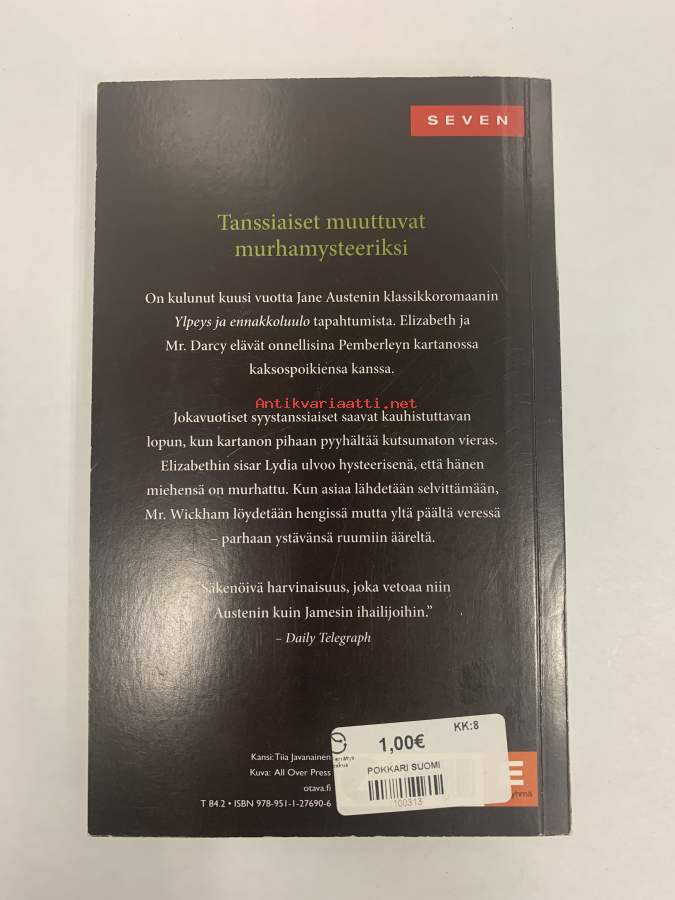 SEVEN
Tanssiaiset muuttuvat
murhamysteeriksi
On kulunut kuusi vuotta Jane Austenin klassikkoromaanin
Ylpeys ja ennakkoluulo tapahtumista. Elizabeth ja
Mr. Darcy elävät onnellisina Pemberleyn kartanossa
kaksospoikiensa kanssa.
Antikvariaatti.net
Jokavuotiset syystanssiaiset saavat kauhistuttavan
lopun, kun kartanon pihaan pyyhältää kutsumaton vieras.
Elizabethin sisar Lydia ulvoo hysteerisenä, että hänen
miehensä on murhattu. Kun asiaa lähdetään selvittämään,
Mr. Wickham löydetään hengissä mutta yltä päältä veressä
– parhaan ystävänsä ruumiin ääreltä.
Säkenöivä harvinaisuus, joka vetoaa niin
Austenin kuin Jamesin ihailijoihin.”
– Daily Telegraph
Kansi: Tiia Javanainen
Kuva: All Over Press
otava.fi
T 84.2 • ISBN 978-951-1-27690-6
KK:8
1,00€
POKKARI SUOMI
100313